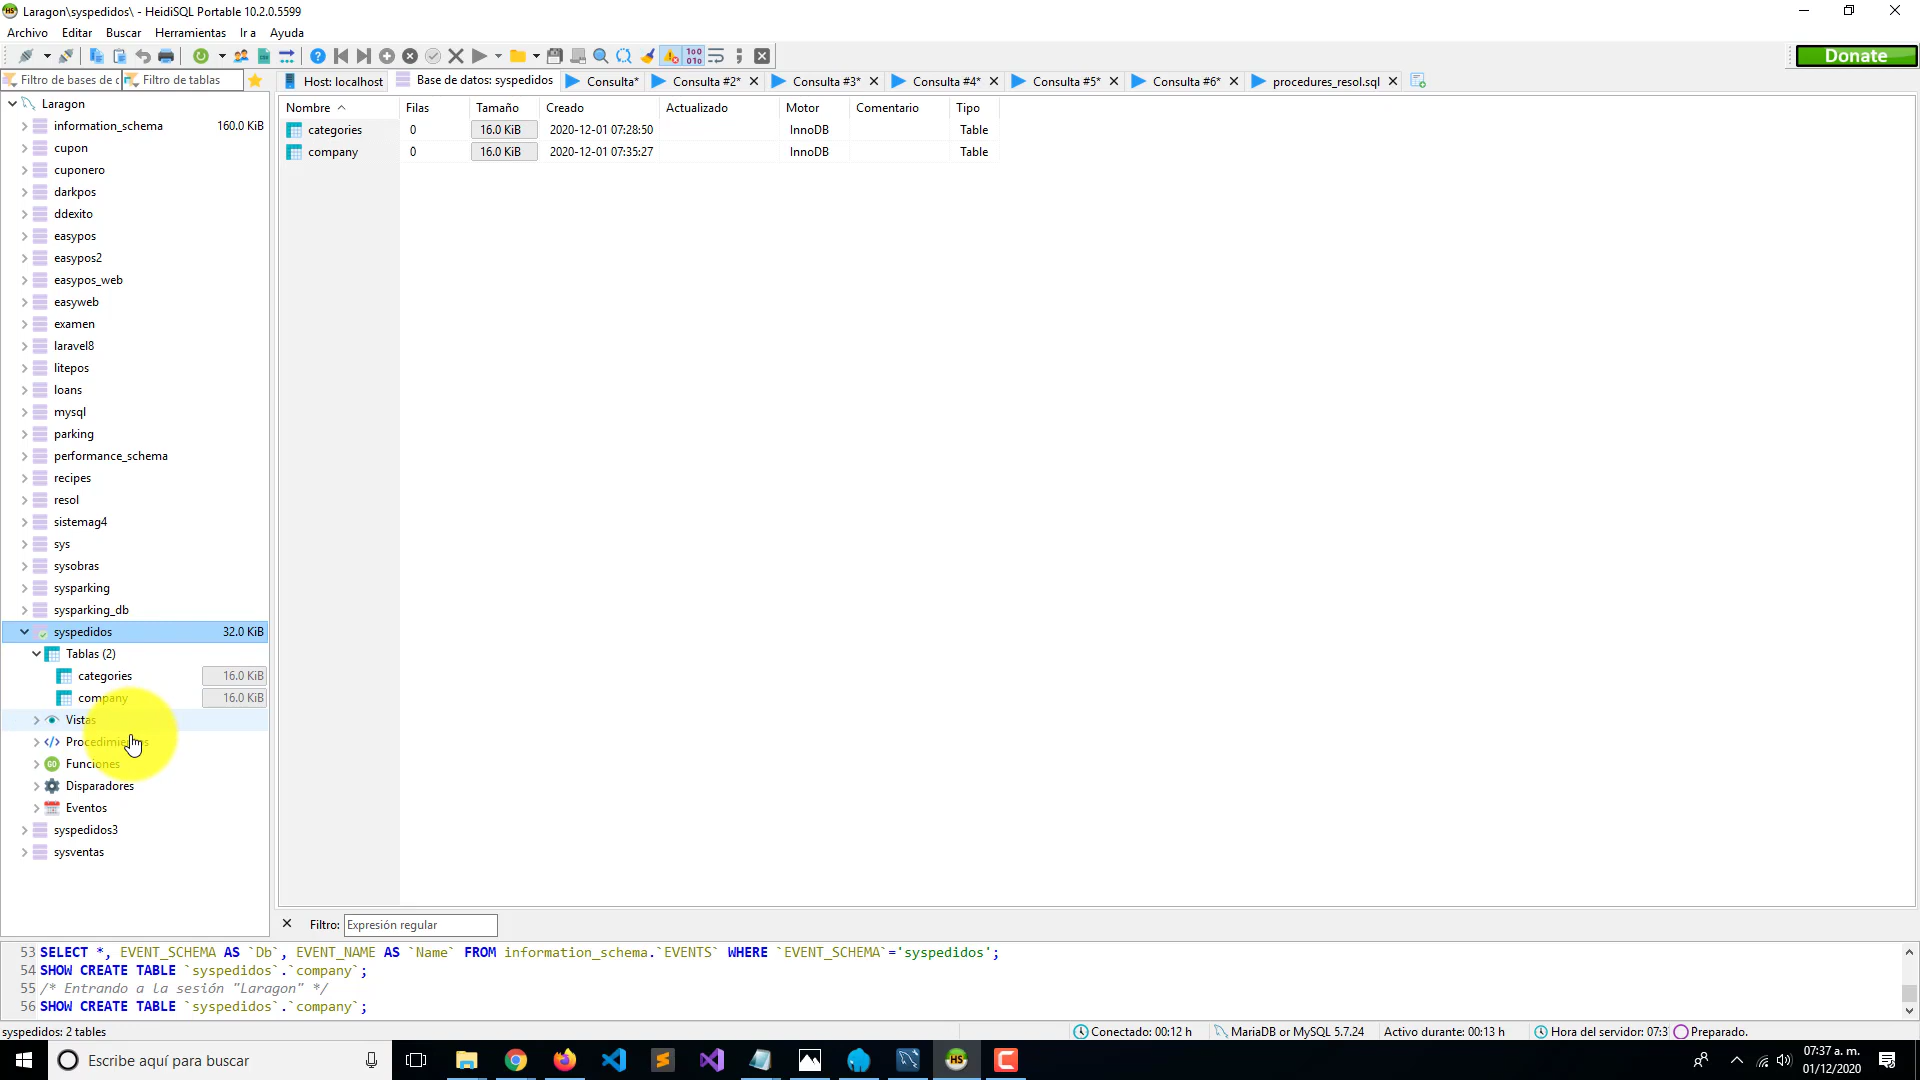 Laragon\syspedidos\ - HeidiSQL Portable 10.2.0.5599
Archivo Editar Buscar Herramientas Ir a Ayuda
Donate
Filtro de bases de d Filtro de tablas
Host: localhost Base de datos: syspedidos Consulta* Consulta #2* Consulta #3* Consulta #4* Consulta #5* Consulta #6* procedures_resol.sql
Nombre Filas Tamaño Creado Actualizado Motor Comentario Tipo
categories 0 16.0 KiB 2020-12-01 07:28:50 InnoDB Table
company 0 16.0 KiB 2020-12-01 07:35:27 InnoDB Table
Laragon
information_schema 160.0 KiB
cupon
cuponero
darkpos
ddexito
easypos
easypos2
easypos_web
easyweb
examen
laravel8
litepos
loans
mysql
parking
performance_schema
recipes
resol
sistemag4
sys
sysobras
sysparking
sysparking_db
syspedidos 32.0 KiB
Tablas (2)
categories 16.0 KiB
company 16.0 KiB
Vistas
Procedimientos
Funciones
Disparadores
Eventos
syspedidos3
sysventas
Filtro: Expresión regular
53 SELECT *, EVENT_SCHEMA AS `Db`, EVENT_NAME AS `Name` FROM information_schema.`EVENTS` WHERE `EVENT_SCHEMA`='syspedidos';
54 SHOW CREATE TABLE `syspedidos`.`company`;
55 /* Entrando a la sesión "Laragon" */
56 SHOW CREATE TABLE `syspedidos`.`company`;
syspedidos: 2 tables Conectado: 00:12 h MariaDB or MySQL 5.7.24 Activo durante: 00:13 h Hora del servidor: 07:3 Preparado.
Escribe aquí para buscar
HS
07:37 a. m.
01/12/2020